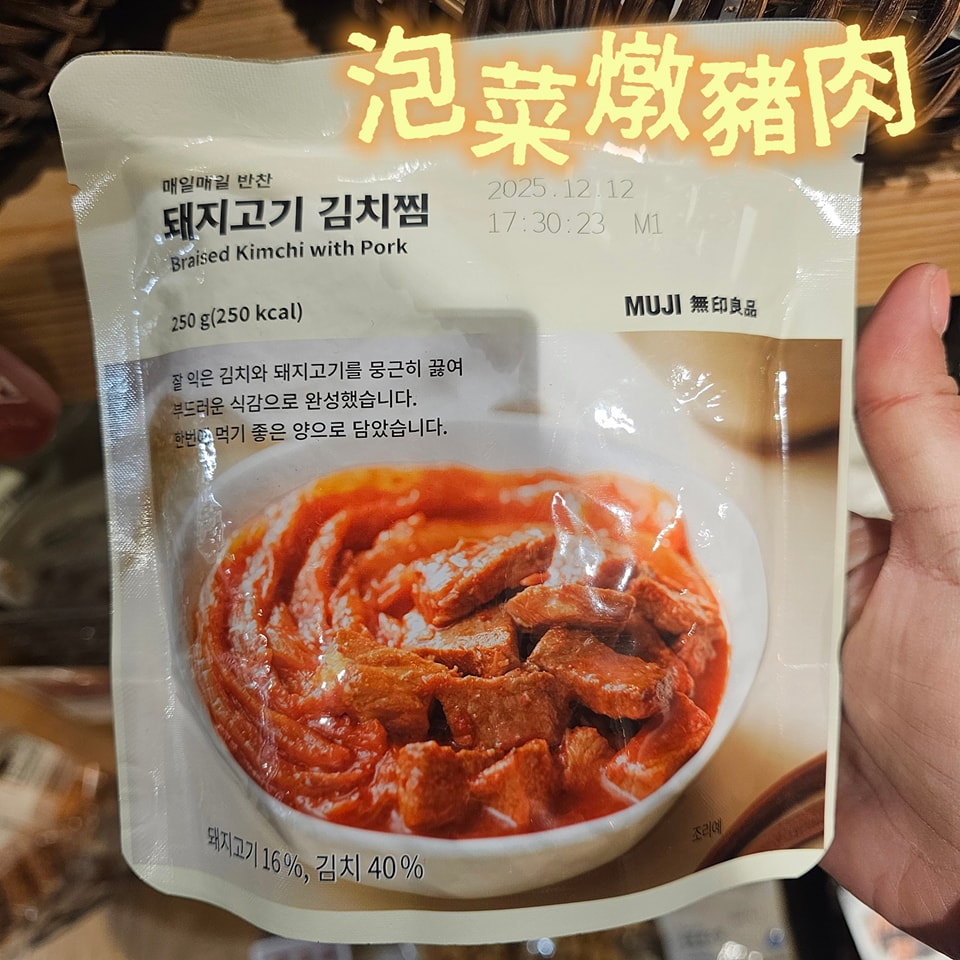 泡菜燉豬肉
매일매일 반찬
돼지고기 김치찜
Braised Kimchi with Pork
2025.12.12
17:30:23 M1
250 g(250 kcal)
MUJI 無印良品
잘 익은 김치와 돼지고기를 뭉근히 끓여
부드러운 식감으로 완성했습니다.
한번에 먹기 좋은 양으로 담았습니다.
조리예
돼지고기 16%, 김치 40%